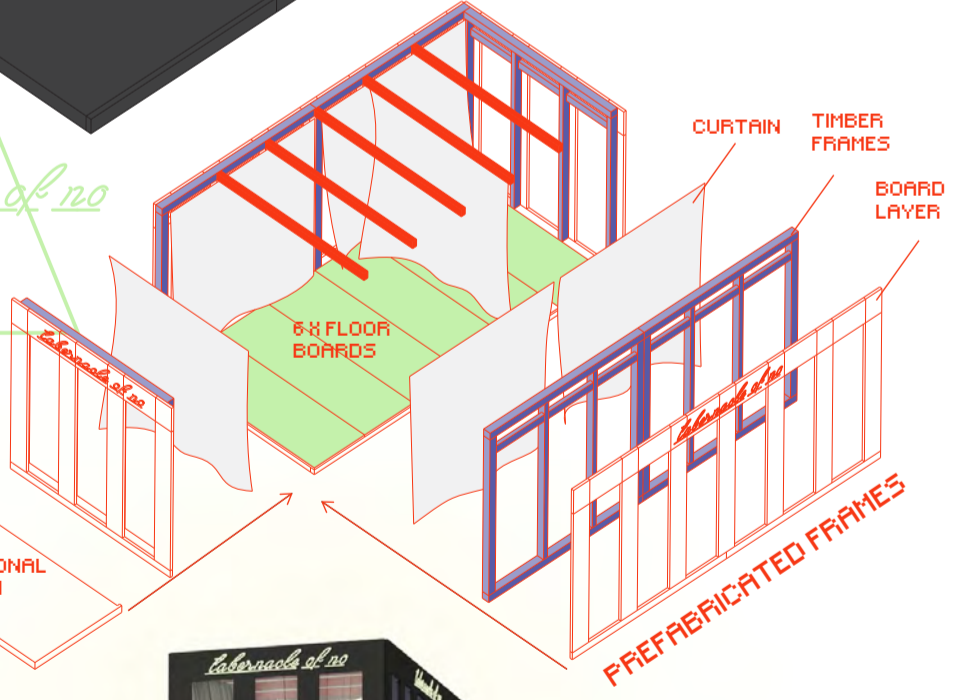 CURTAIN
TIMBER
FRAMES
BOARD
LAYER
of no
6 X FLOOR
BOARDS
tabernacle of no
tabernacle of no
PREFABRICATED FRAMES
ONAL
tabernacle of no